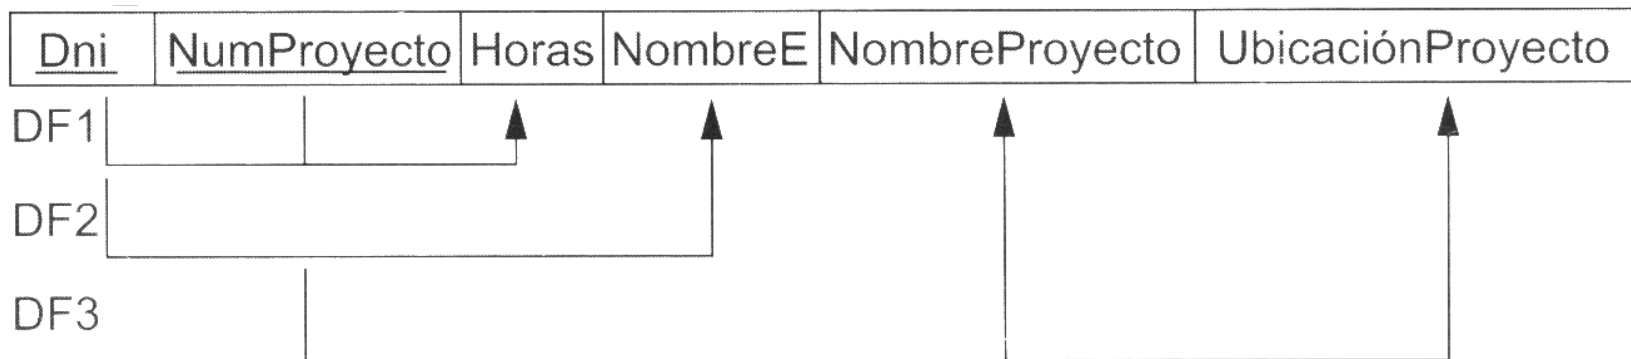 Dni NumProyecto Horas NombreE NombreProyecto UbicaciónProyecto
DF1
DF2
DF3